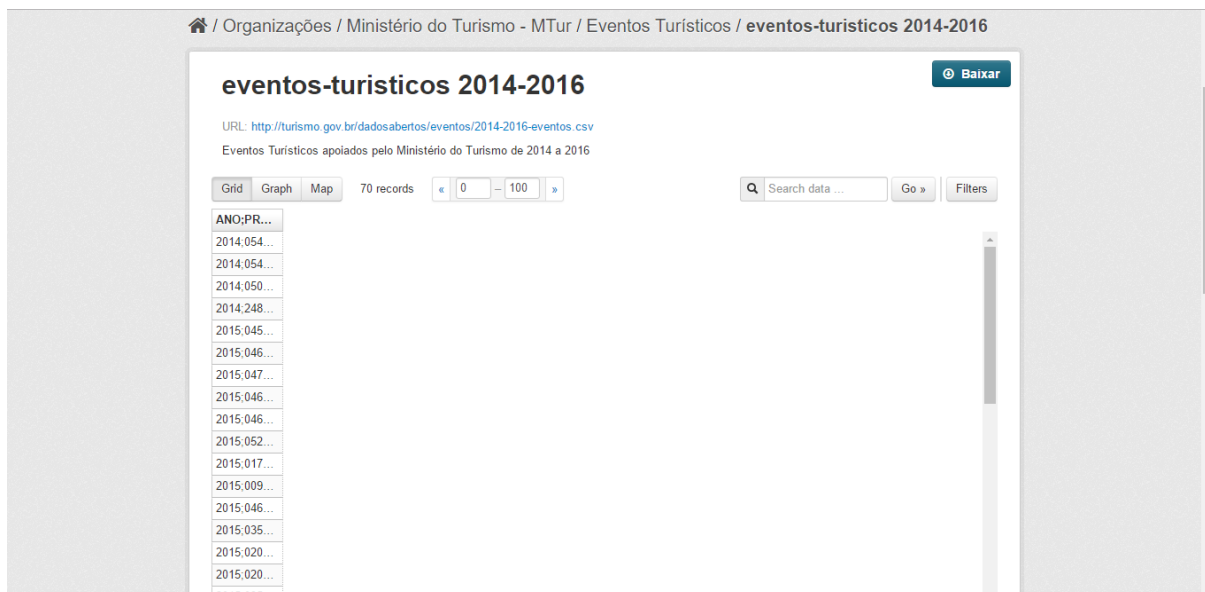 / Organizações / Ministério do Turismo - MTur / Eventos Turísticos / eventos-turisticos 2014-2016
Baixar
eventos-turisticos 2014-2016
URL: http://turismo.gov.br/dadosabertos/eventos/2014-2016-eventos.csv
Eventos Turísticos apoiados pelo Ministério do Turismo de 2014 a 2016
Grid Graph Map 70 records « 0 – 100 » Search data ... Go » Filters
ANO;PR...
2014;054...
2014;054...
2014;050...
2014;248...
2015;045...
2015;046...
2015;047...
2015;046...
2015;046...
2015;052...
2015;017...
2015;009...
2015;046...
2015;035...
2015;020...
2015;020...